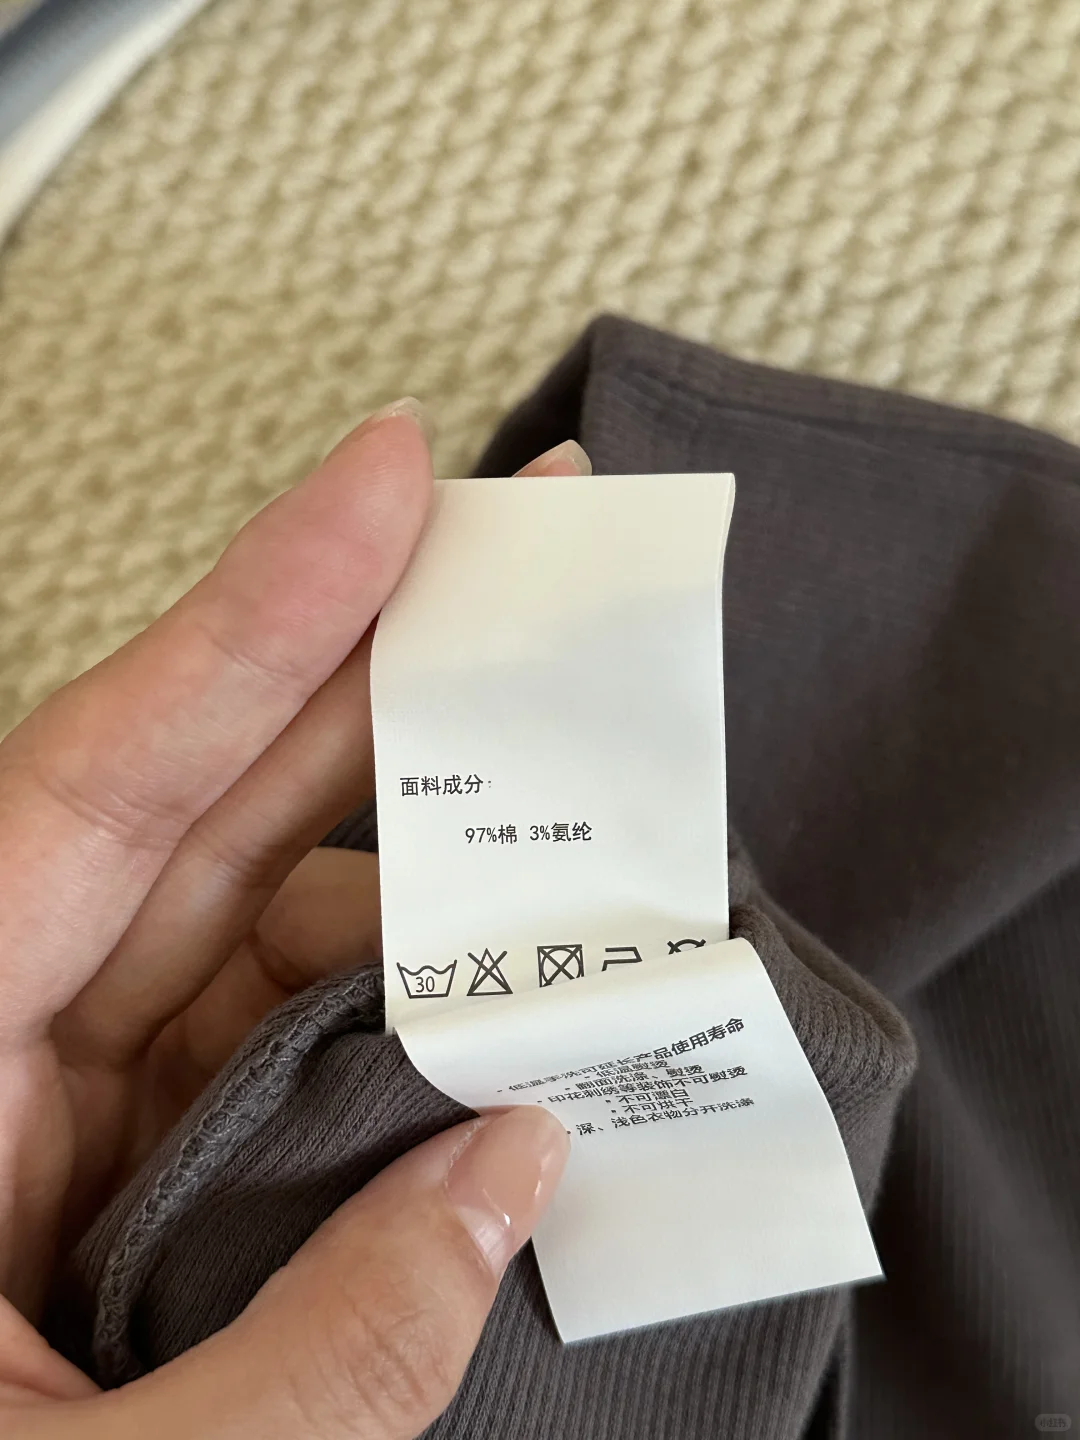 面料成分:
97%棉 3%氨纶
30
·低温手洗可延长产品使用寿命
·低温熨烫
·翻面洗涤、熨烫
·印花刺绣等装饰不可熨烫
·不可漂白
·不可烘干
·深、浅色衣物分开洗涤